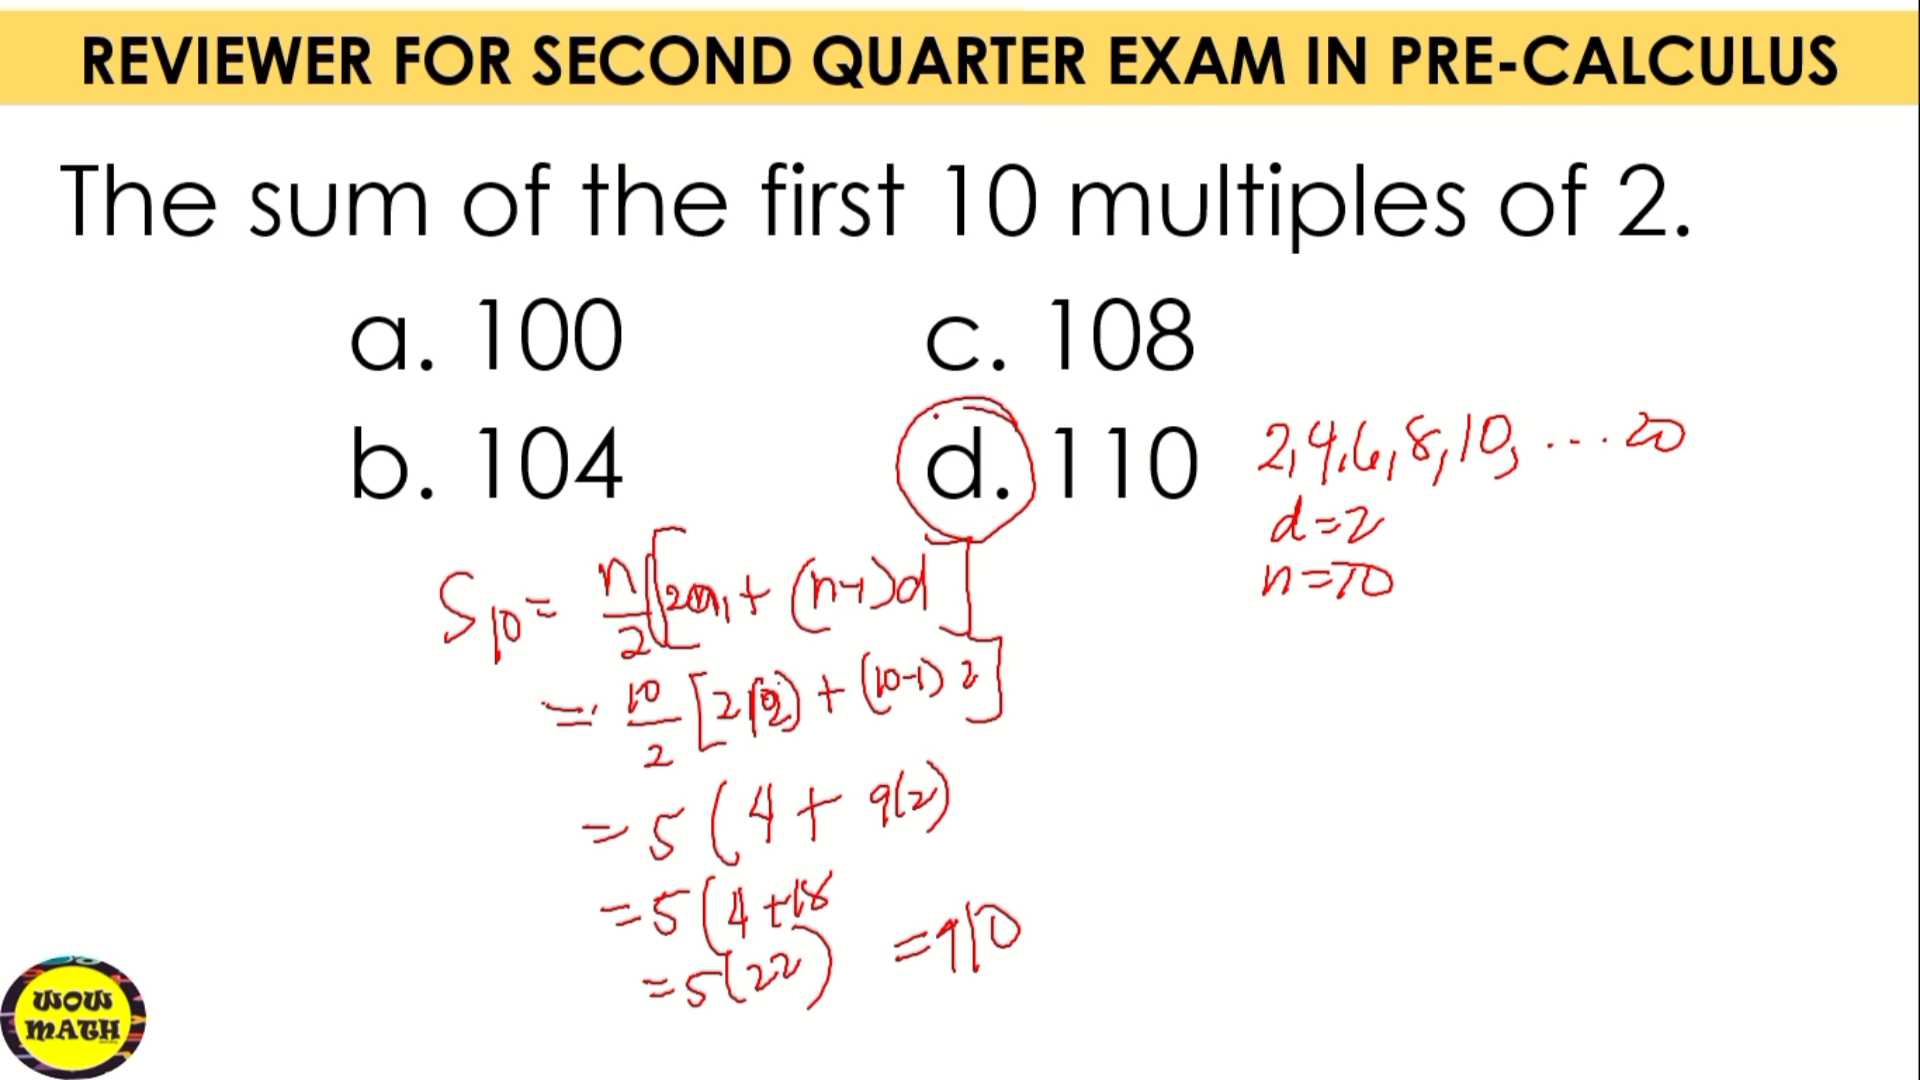 REVIEWER FOR SECOND QUARTER EXAM IN PRE-CALCULUS
The sum of the first 10 multiples of 2.
a. 100 c. 108
b. 104 d. 110
2,4,6,8,10, ... 20
d=2
n=10
S10 = n/2 [2a1 + (n-1)d]
= 10/2 [2(2) + (10-1) 2]
= 5 ( 4 + 9(2)
= 5 ( 4 +18
= 5(22) = 110
WOW
MATH